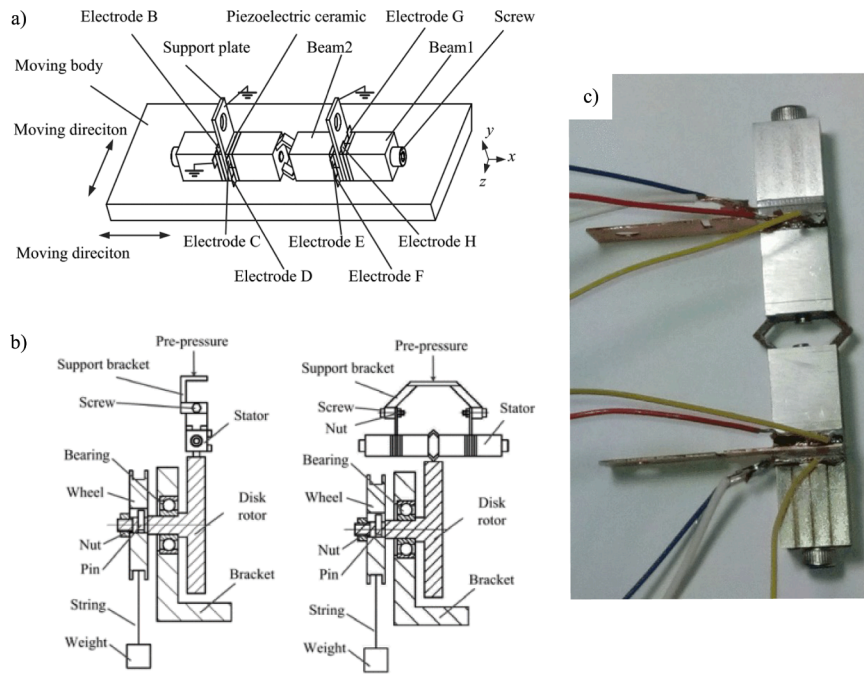 a)
Electrode B
Piezoelectric ceramic
Electrode G
Screw
Support plate
Beam2
Beam1
Moving body
Moving direciton
y
x
z
Moving direciton
Electrode C
Electrode E
Electrode H
Electrode D
Electrode F
b)
Pre-pressure
Support bracket
Screw
Stator
Bearing
Wheel
Disk
rotor
Nut
Pin
Bracket
String
Weight
Pre-pressure
Support bracket
Screw
Nut
Stator
Bearing
Wheel
Disk
rotor
Nut
Pin
Bracket
String
Weight
c)